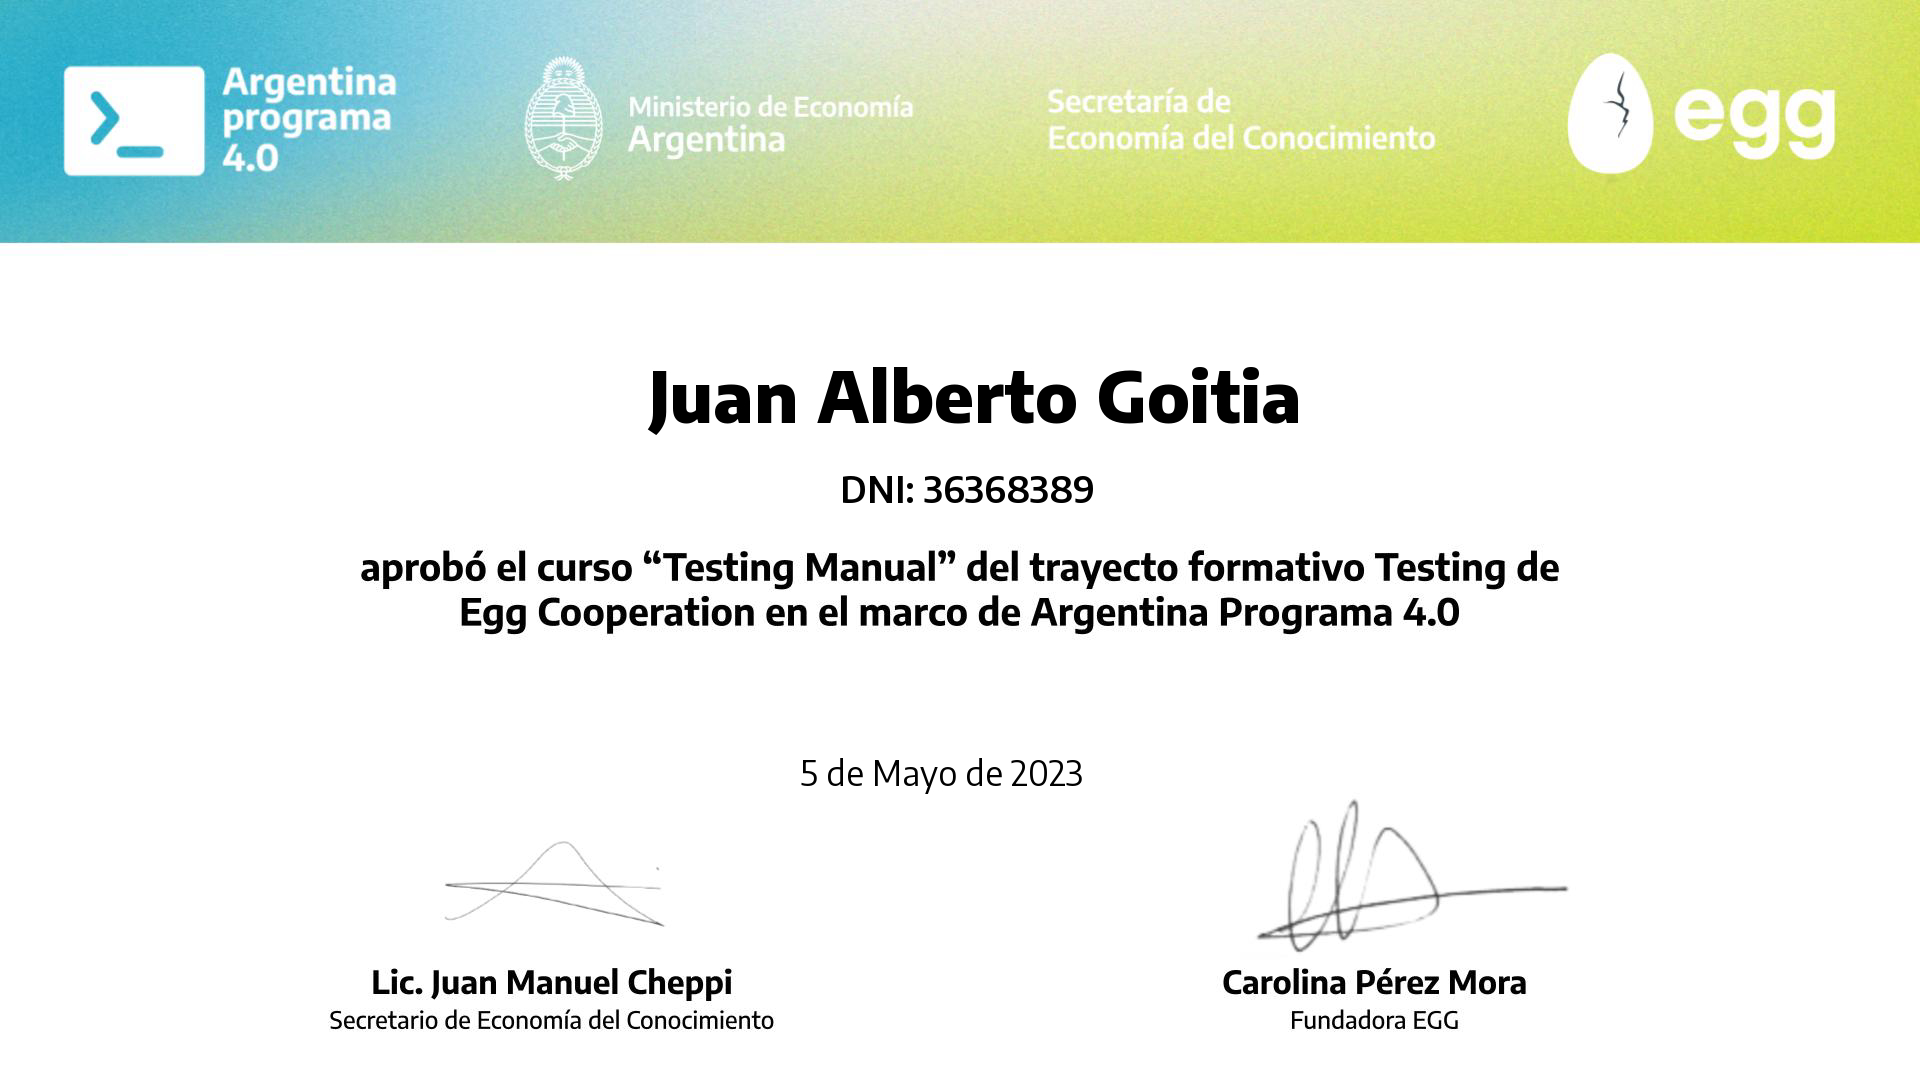 Argentina
programa
4.0
Ministerio de Economía
Argentina
Secretaría de
Economía del Conocimiento
egg
Juan Alberto Goitia
DNI: 36368389
aprobó el curso “Testing Manual” del trayecto formativo Testing de
Egg Cooperation en el marco de Argentina Programa 4.0
5 de Mayo de 2023
Lic. Juan Manuel Cheppi
Secretario de Economía del Conocimiento
Carolina Pérez Mora
Fundadora EGG